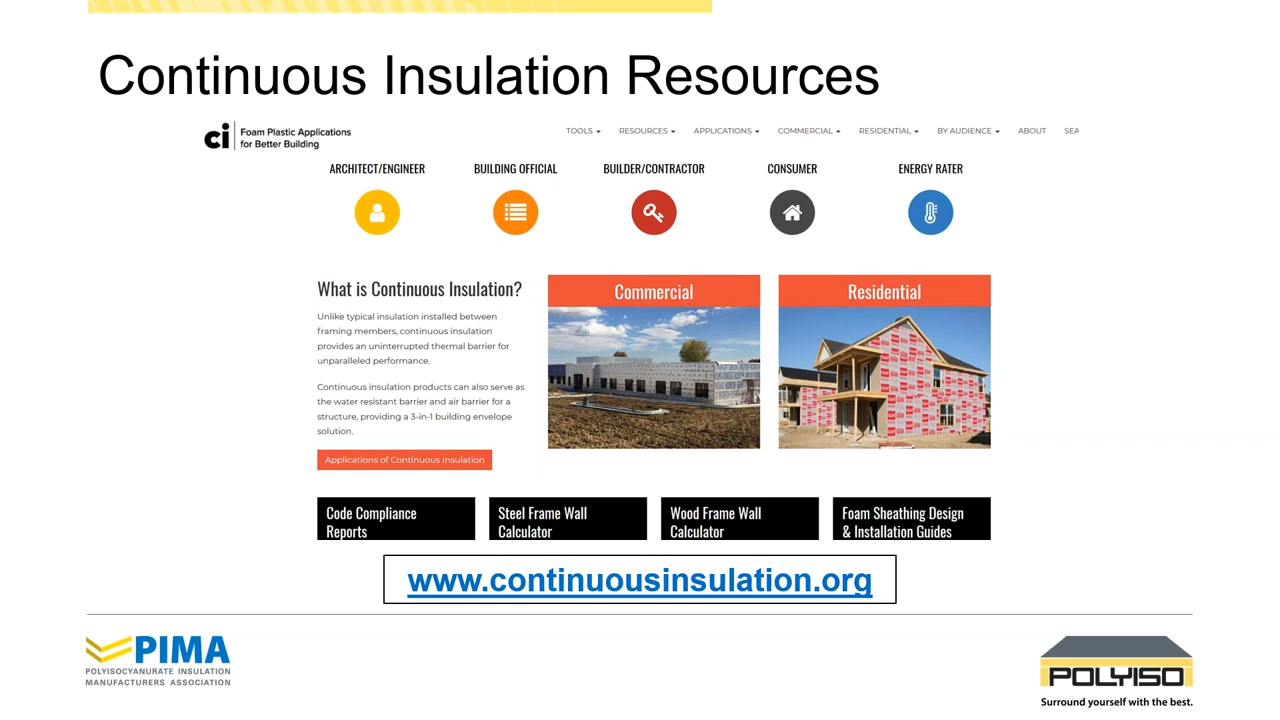 Continuous Insulation Resources
ci
Foam Plastic Applications
for Better Building
TOOLS
RESOURCES
APPLICATIONS
COMMERCIAL
RESIDENTIAL
BY AUDIENCE
ABOUT
SEA
ARCHITECT/ENGINEER
BUILDING OFFICIAL
BUILDER/CONTRACTOR
CONSUMER
ENERGY RATER
What is Continuous Insulation?
Unlike typical insulation installed between
framing members, continuous insulation
provides an uninterrupted thermal barrier for
unparalleled performance.
Continuous insulation products can also serve as
the water resistant barrier and air barrier for a
structure, providing a 3-in-1 building envelope
solution.
Applications of Continuous Insulation
Commercial
Residential
Code Compliance
Reports
Steel Frame Wall
Calculator
Wood Frame Wall
Calculator
Foam Sheathing Design
& Installation Guides
www.continuousinsulation.org
PIMA
POLYISOCYANURATE INSULATION
MANUFACTURERS ASSOCIATION
POLYISO
Surround yourself with the best.